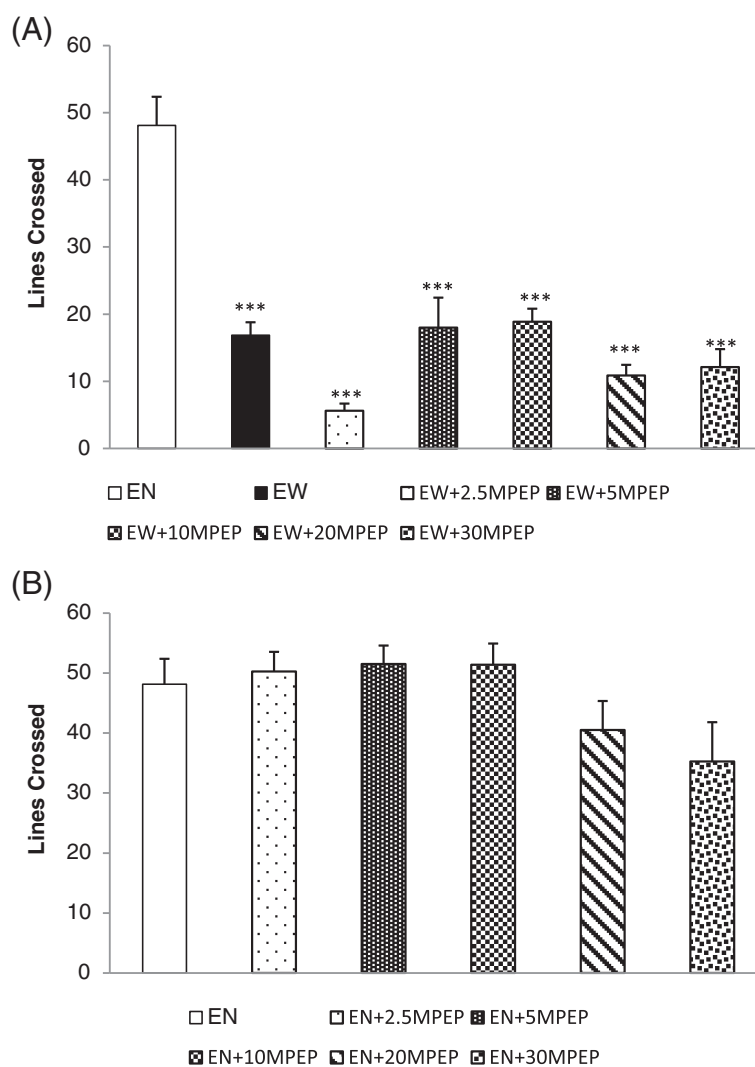 (A)
60
50
40
30
20
10
0
Lines Crossed
*** *** *** *** *** ***
EN EW EW+2.5MPEP EW+5MPEP
EW+10MPEP EW+20MPEP EW+30MPEP
(B)
60
50
40
30
20
10
0
Lines Crossed
EN EN+2.5MPEP EN+5MPEP
EN+10MPEP EN+20MPEP EN+30MPEP